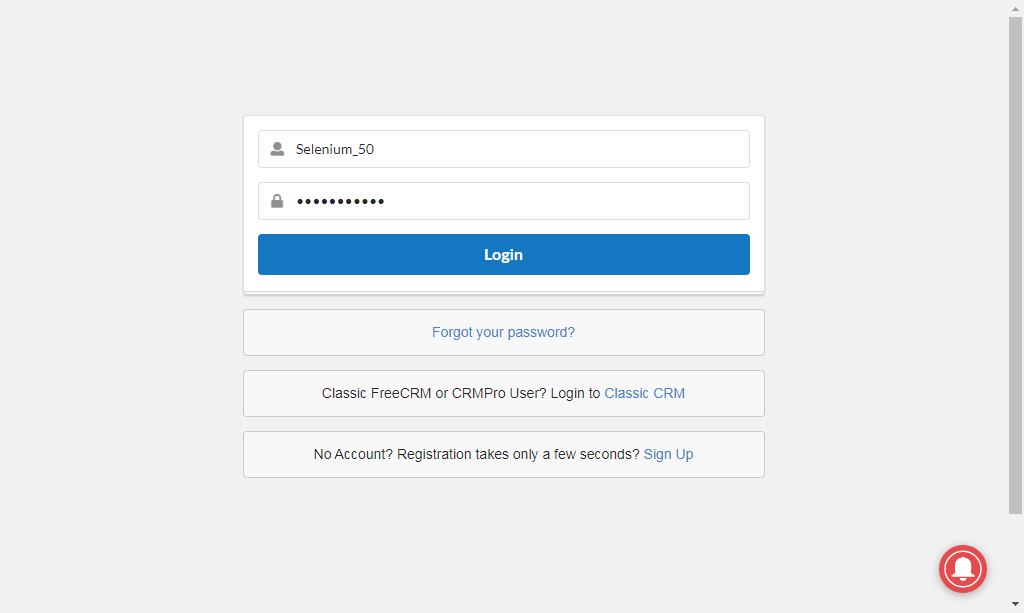 Selenium_50
•••••••••••
Login
Forgot your password?
Classic FreeCRM or CRMPro User? Login to Classic CRM
No Account? Registration takes only a few seconds? Sign Up